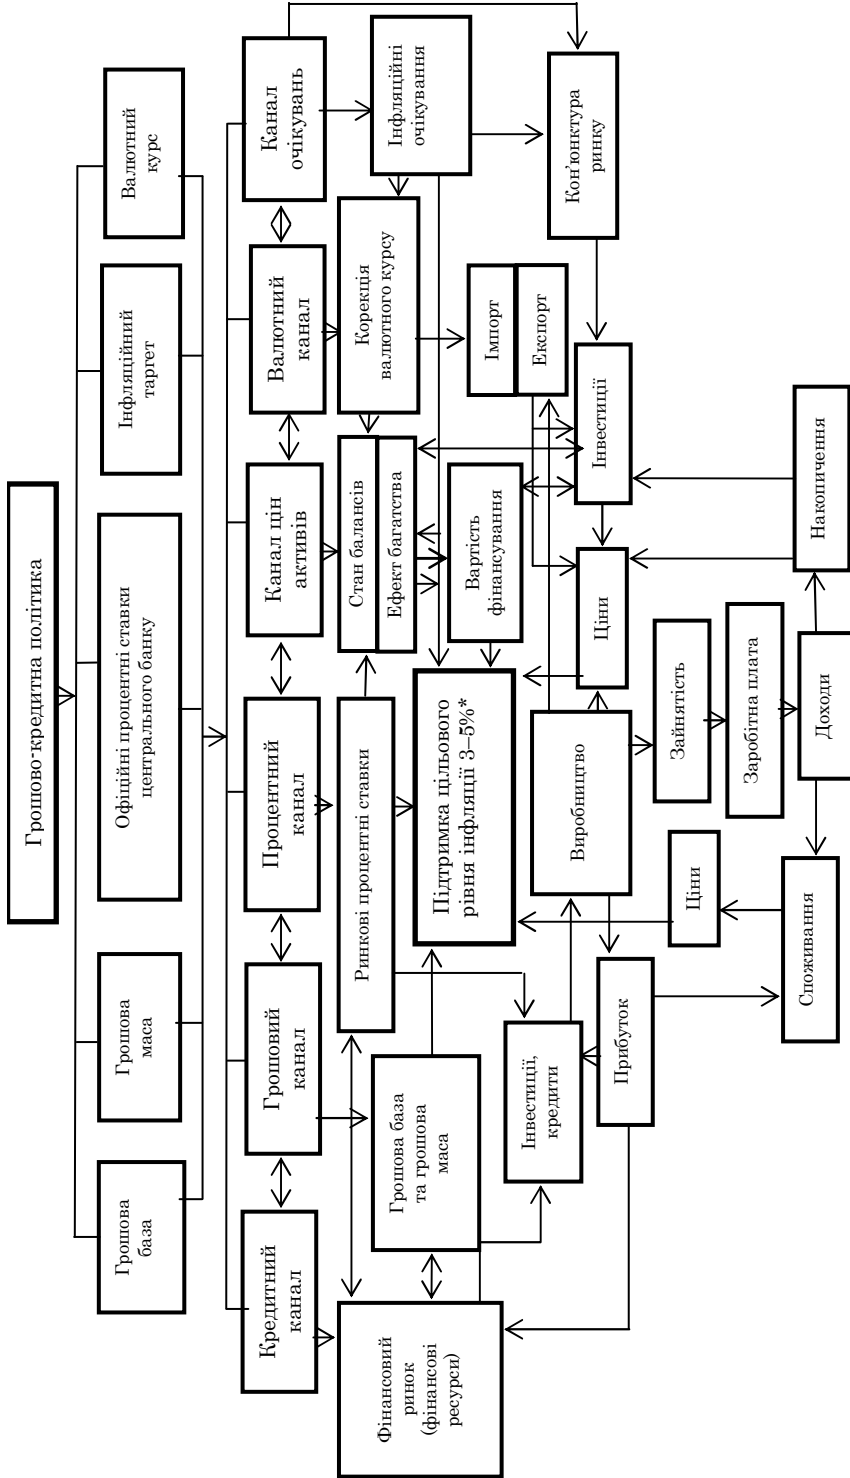 Грошово-кредитна політика
Грошова
база
Грошова
маса
Офіційні процентні ставки
центрального банку
Інфляційний
таргет
Валютний
курс
Кредитний
канал
Грошовий
канал
Процентний
канал
Канал цін
активів
Валютний
канал
Канал
очікувань
Фінансовий
ринок
(фінансові
ресурси)
Грошова база
та грошова
маса
Ринкові процентні ставки
Стан балансів
Ефект багатства
Корекція
валютного курсу
Інфляційні
очікування
Підтримка цільового
рівня інфляції 3–5%*
Вартість
фінансування
Імпорт
Експорт
Кон'юнктура
ринку
Інвестиції,
кредити
Виробництво
Ціни
Інвестиції
Прибуток
Ціни
Зайнятість
Заробітна плата
Споживання
Доходи
Накопичення